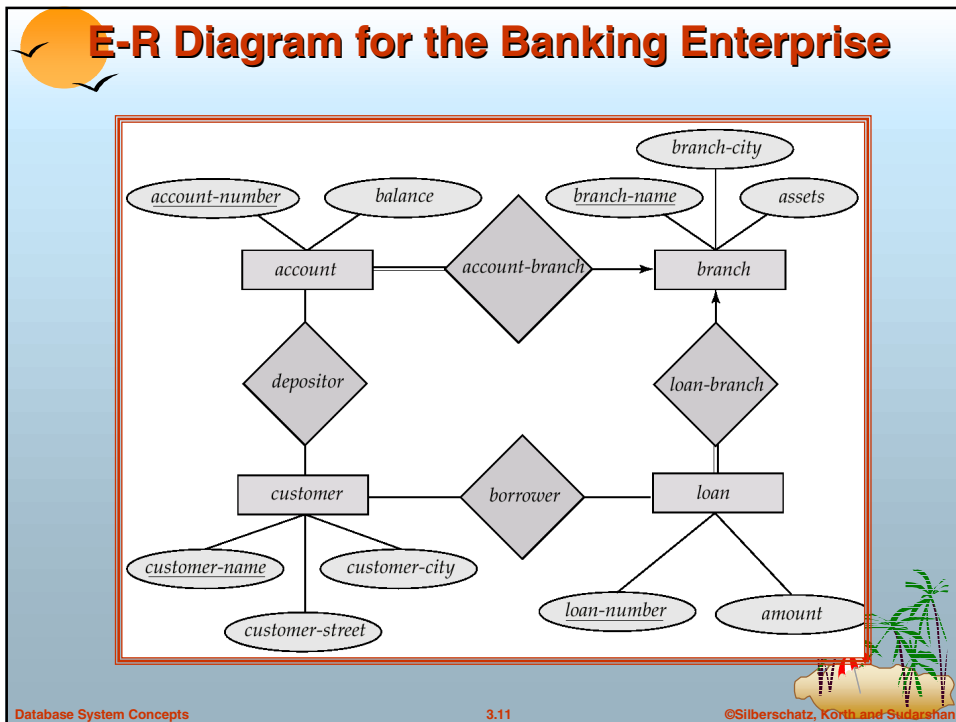 E-R Diagram for the Banking Enterprise
branch-city
account-number
balance
branch-name
assets
account
account-branch
branch
depositor
loan-branch
customer
borrower
loan
customer-name
customer-city
loan-number
amount
customer-street
Database System Concepts
3.11
©Silberschatz, Korth and Sudarshan